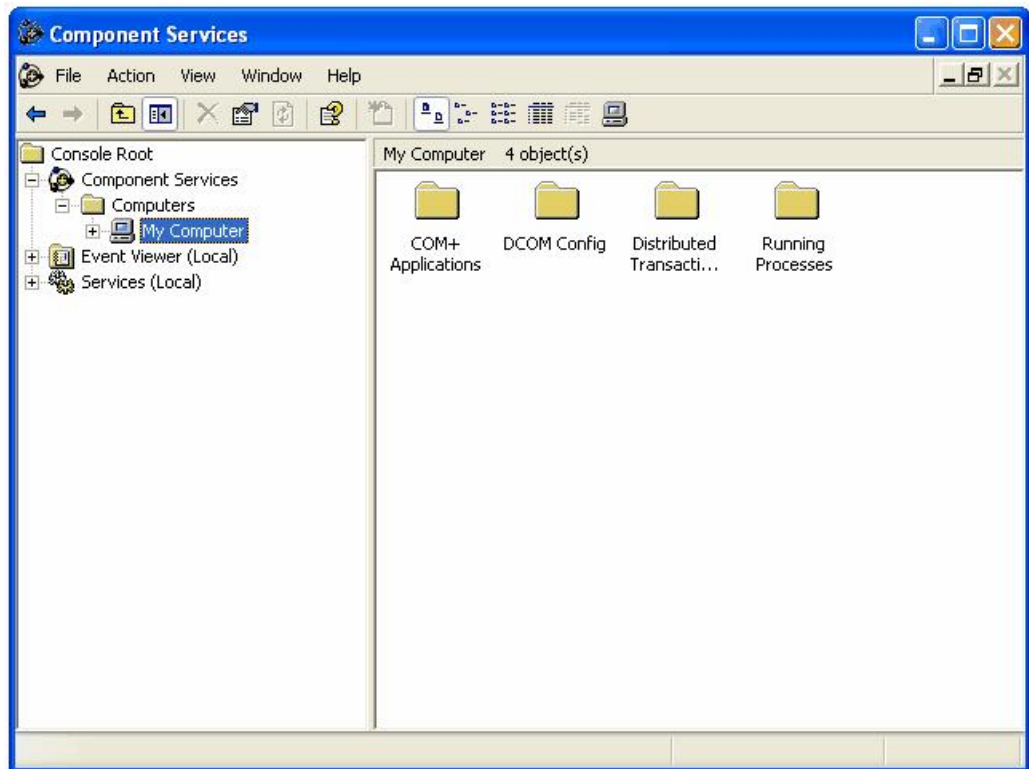 Component Services
File Action View Window Help
Console Root
Component Services
Computers
My Computer
Event Viewer (Local)
Services (Local)
My Computer 4 object(s)
COM+
Applications
DCOM Config
Distributed
Transacti...
Running
Processes